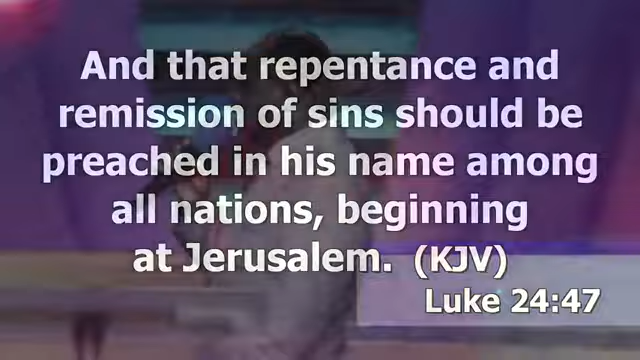 And that repentance and
remission of sins should be
preached in his name among
all nations, beginning
at Jerusalem. (KJV)
Luke 24:47